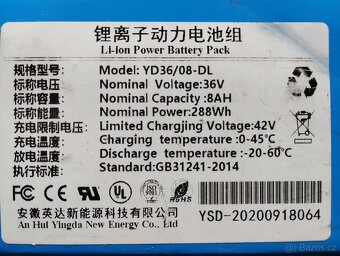 锂离子动力电池组
Li-ion Power Battery Pack
规格型号: Model: YD36/08-DL
标称电压: Nominal Voltage:36V
标称容量: Nominal Capacity:8AH
标称能量: Nominal Power:288Wh
充电限制电压: Limited Chargjing Voltage:42V
充电温度: Charging temperature:0-45℃
放电温度: Discharge temperature:-20-60℃
执行标准: Standard:GB31241-2014
FC CE UL RoHS
安徽英达新能源科技有限公司
An Hui Yingda New Energy Co., Ltd
YSD-20200918064